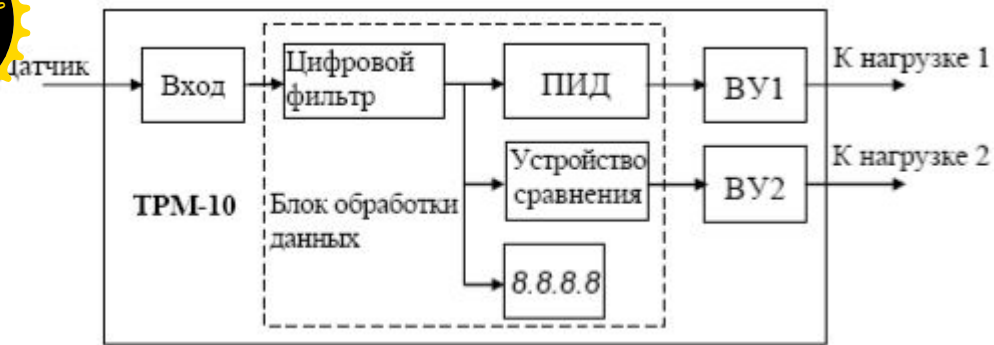 Датчик
Вход
Цифровой
фильтр
ПИД
ВУ1
К нагрузке 1
Устройство
сравнения
ВУ2
К нагрузке 2
ТРМ-10
Блок обработки
данных
8.8.8.8